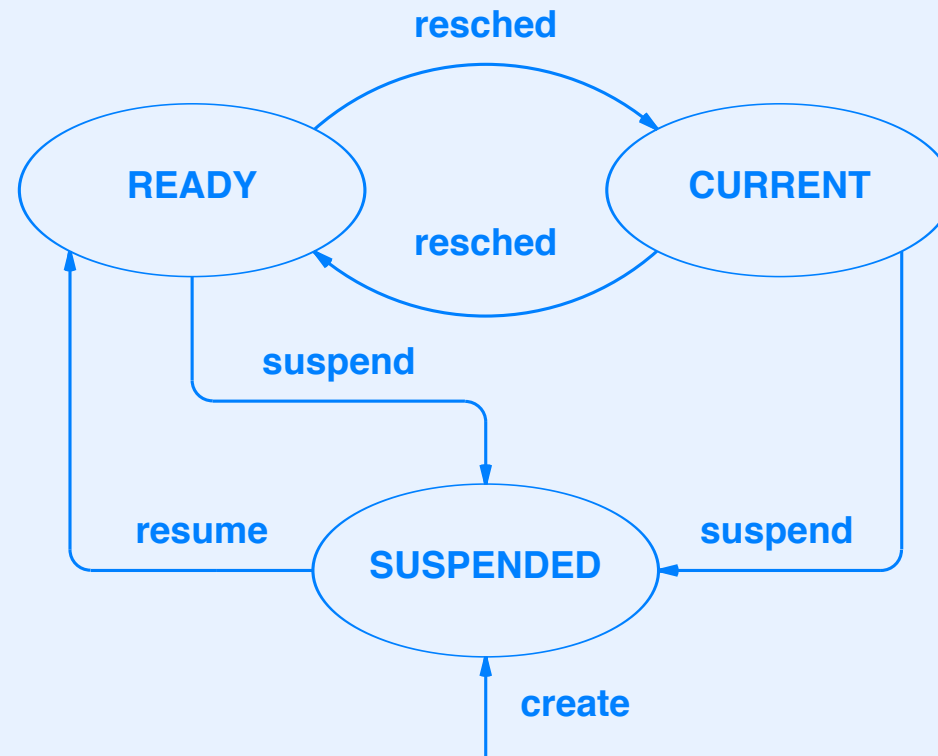 resched
READY
CURRENT
resched
suspend
resume
suspend
SUSPENDED
create